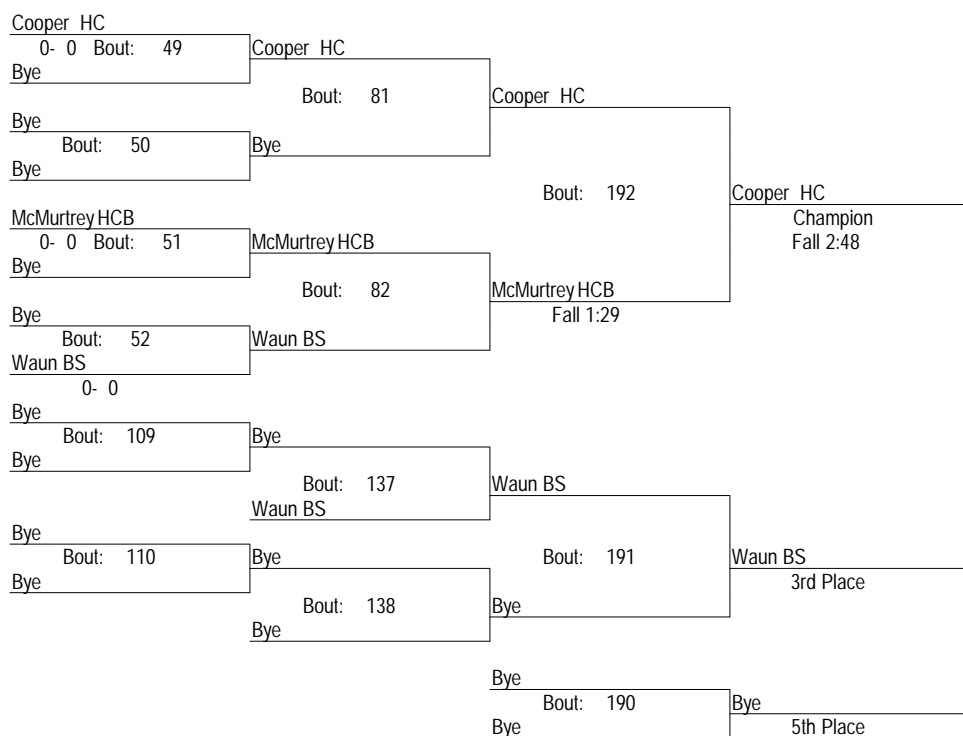 Cooper  HC
0-  0   Bout:   49   Cooper  HC
Bye
Bout:   81   Cooper  HC
Bye
Bout:   50   Bye
Bye
Bout:   192   Cooper  HC
McMurtrey HCB   Champion
0-  0   Bout:   51   McMurtrey HCB   Fall 2:48
Bye
Bout:   82   McMurtrey HCB
Bye   Fall 1:29
Bout:   52   Waun BS
Waun BS
0-  0
Bye
Bout:   109   Bye
Bye
Bout:   137   Waun BS
Waun BS
Bye
Bout:   110   Bye   Bout:   191   Waun BS
Bye   3rd Place
Bout:   138   Bye
Bye
Bye
Bout:   190   Bye
Bye   5th Place